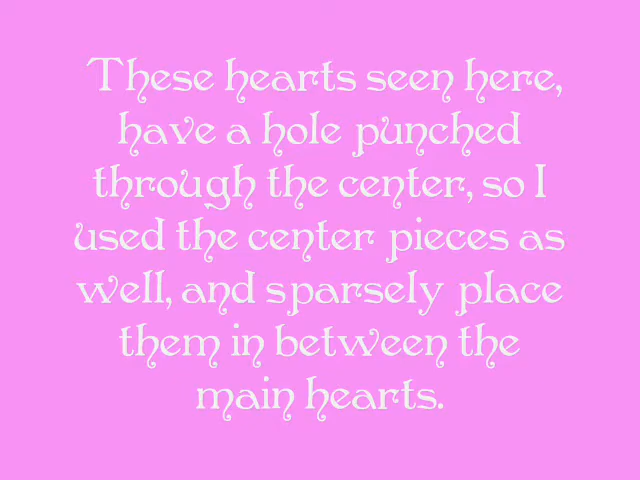 These hearts seen here,
have a hole punched
through the center, so I
used the center pieces as
well, and sparsely place
them in between the
main hearts.